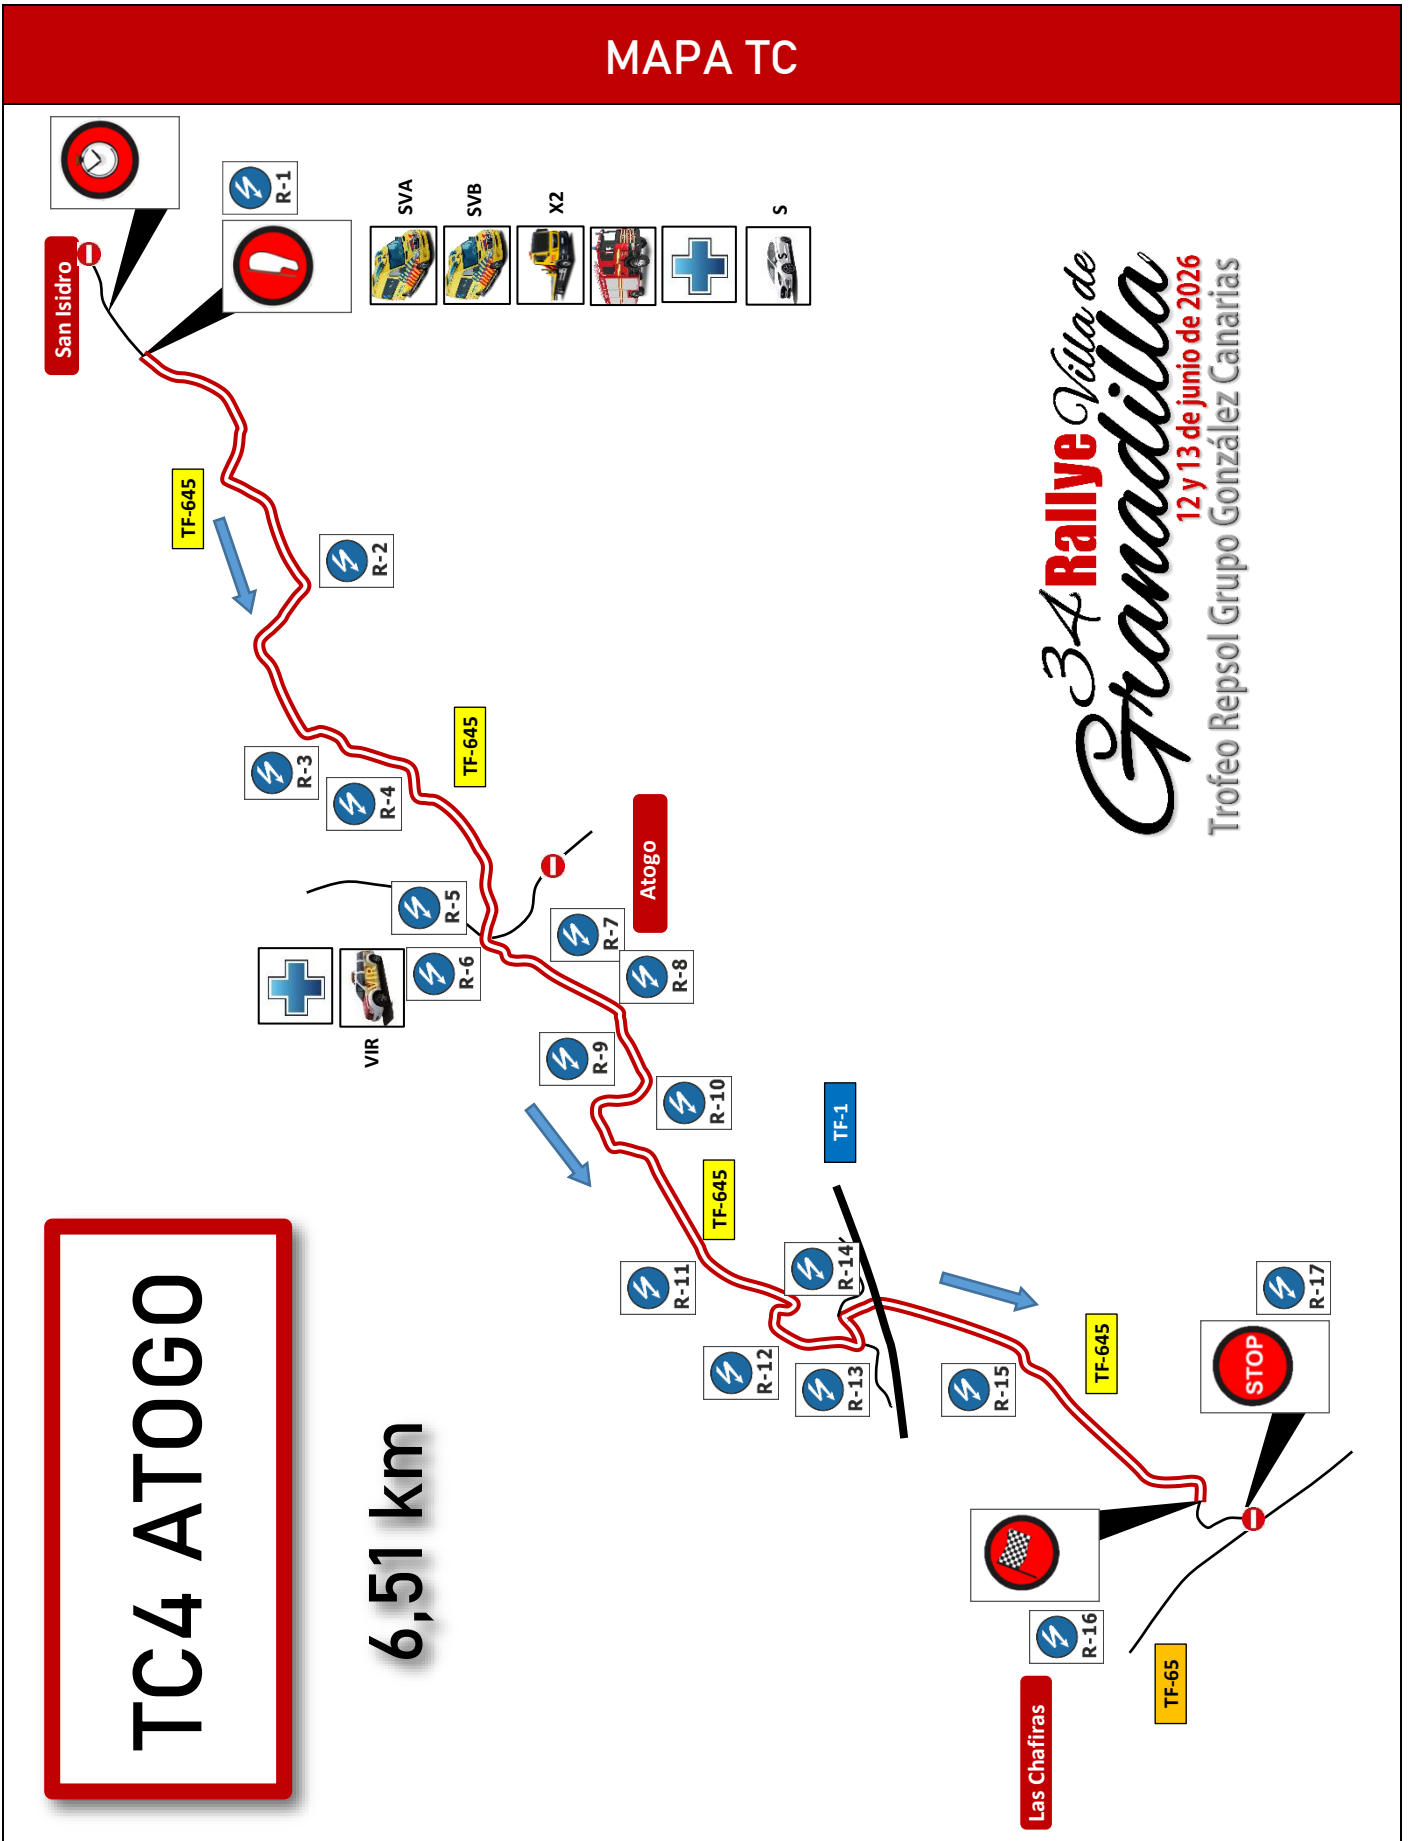 MAPA TC
San Isidro
R-1
SVA
SVB
X2
S
S
TF-645
R-2
R-3
R-4
TF-645
R-5
R-6
R-7
R-8
Atogo
VIR
VIR
R-9
R-10
TF-645
TF-1
R-11
R-12
R-13
R-14
R-15
TF-645
R-16
R-17
STOP
TF-65
Las Chafiras
TC4 ATOGO
6,51 km
34 Rallye Villa de
Granadilla
12 y 13 de junio de 2026
Trofeo Repsol Grupo González Canarias